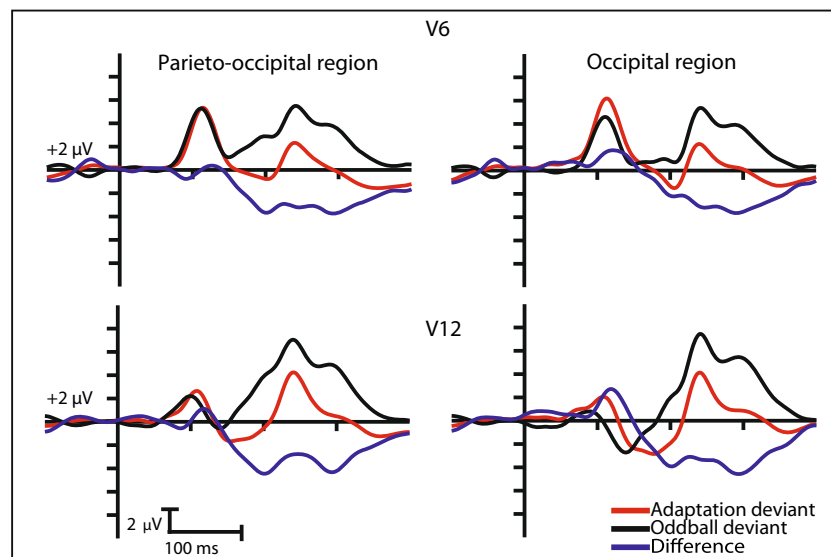 V6
Parieto-occipital region
Occipital region
+2 µV
V12
+2 µV
2 µV
100 ms
Adaptation deviant
Oddball deviant
Difference